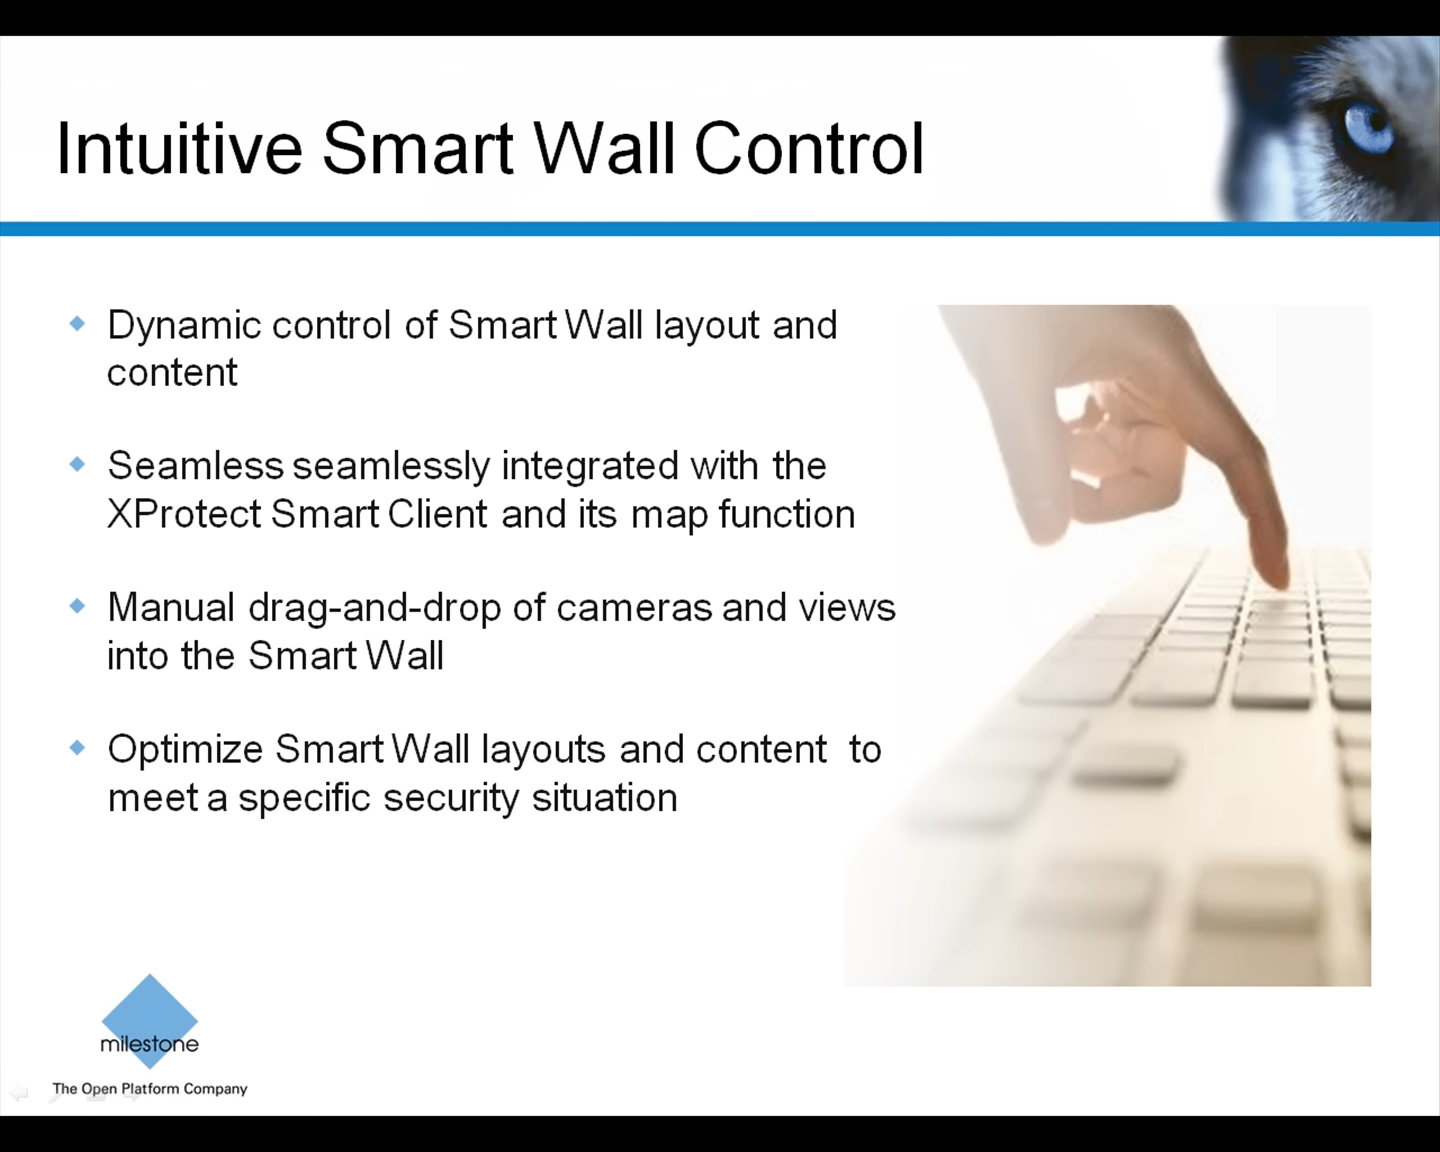 Intuitive Smart Wall Control
Dynamic control of Smart Wall layout and
content
Seamless seamlessly integrated with the
XProtect Smart Client and its map function
Manual drag-and-drop of cameras and views
into the Smart Wall
Optimize Smart Wall layouts and content  to
meet a specific security situation
milestone
The Open Platform Company